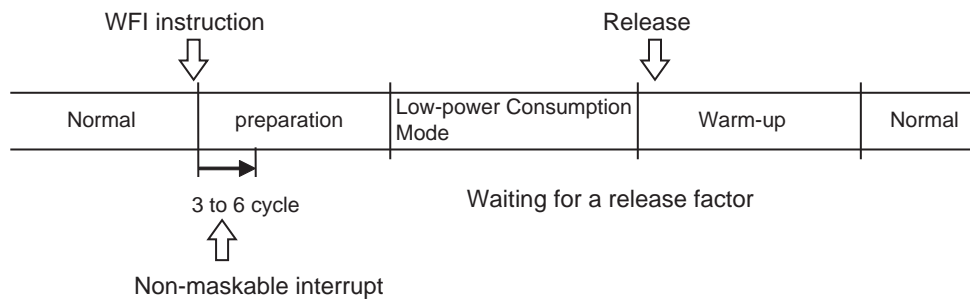 WFI instruction
Release
Normal
preparation
Low-power Consumption
Mode
Warm-up
Normal
3 to 6 cycle
Waiting for a release factor
Non-maskable interrupt